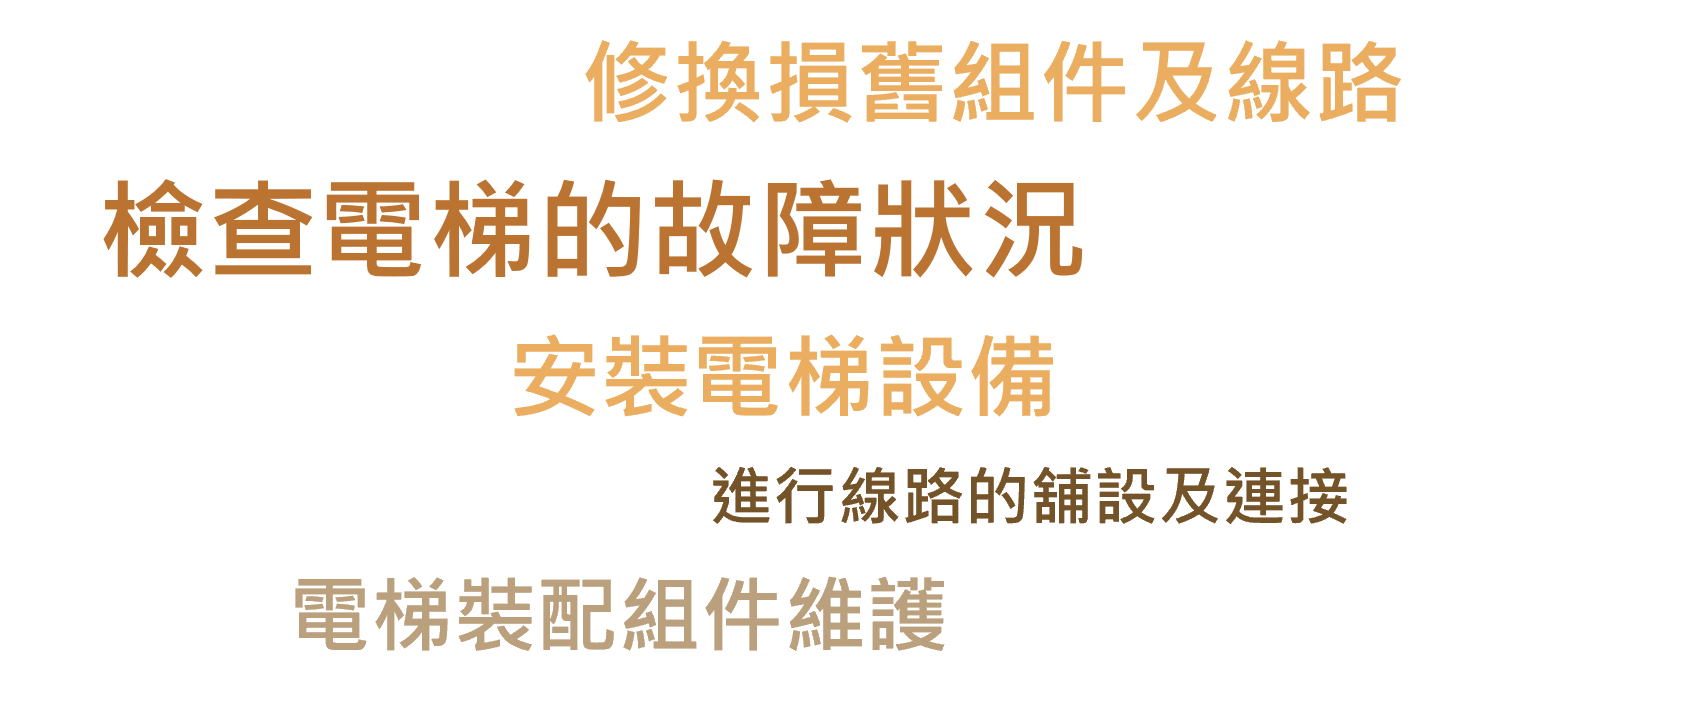 修換損舊組件及線路
檢查電梯的故障狀況
安裝電梯設備
進行線路的舖設及連接
電梯裝配組件維護